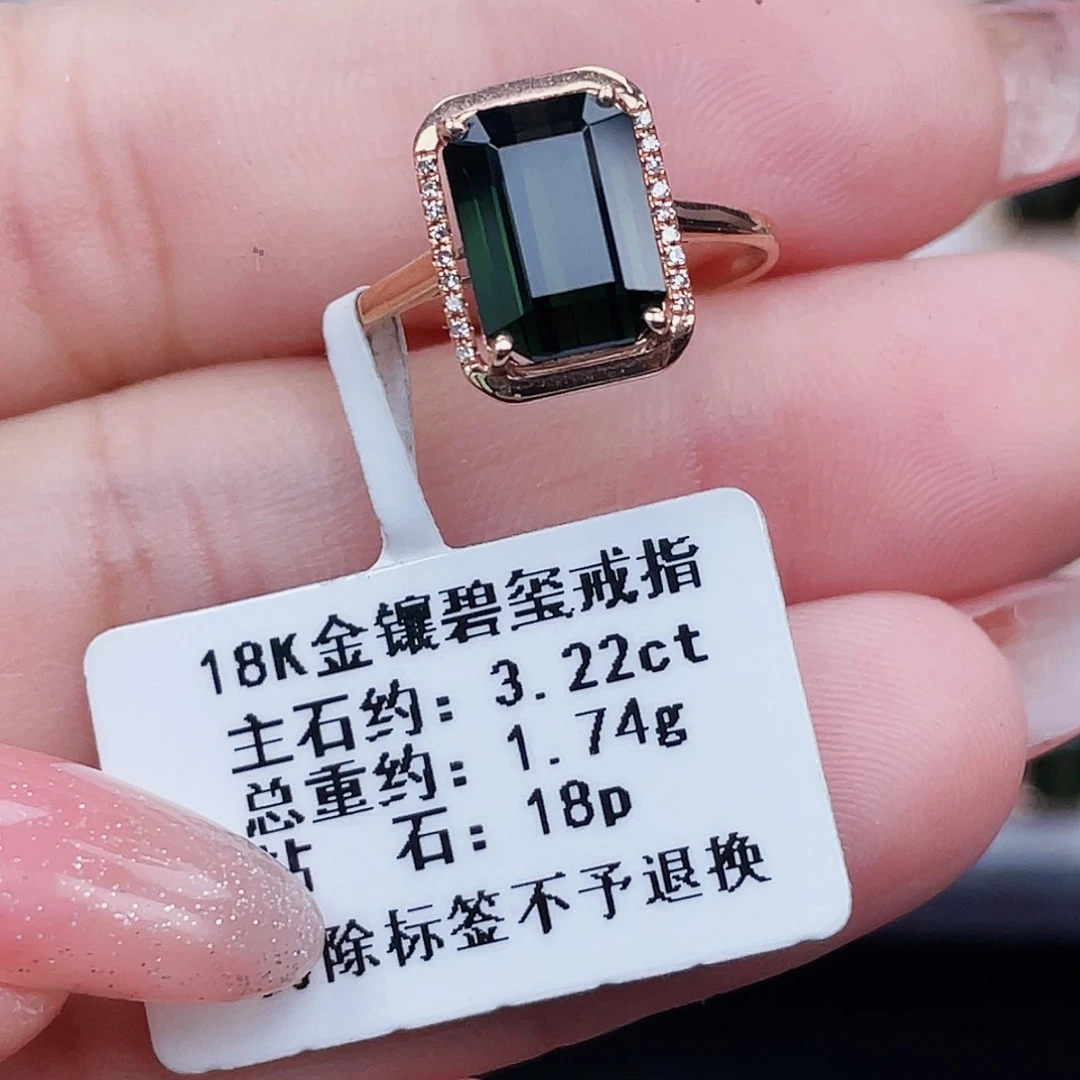 18K金镶碧玺戒指
主石约: 3.22ct
总重约: 1.74g
石: 18p
除标签不予退换